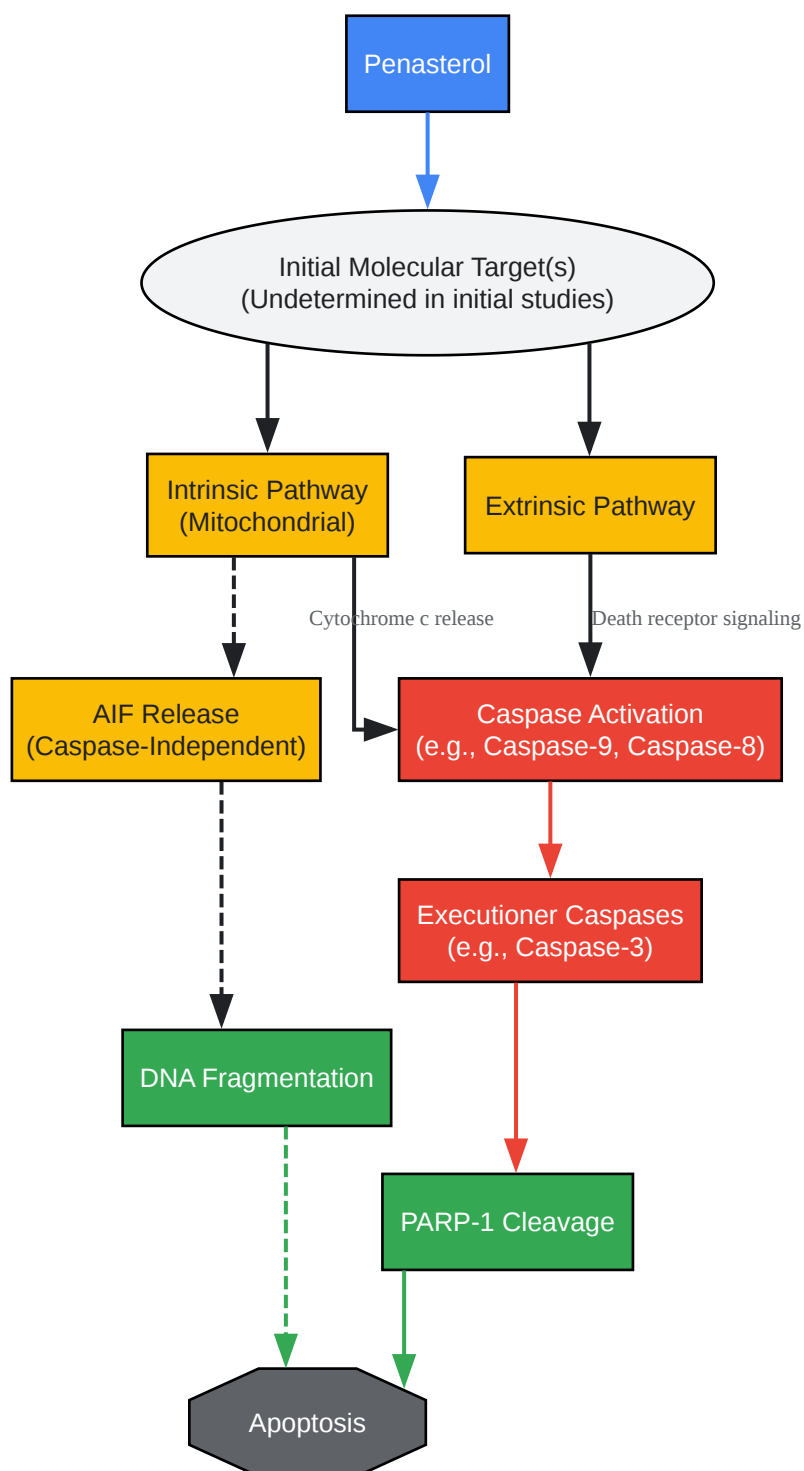 Penasterol
Initial Molecular Target(s)
(Undetermined in initial studies)
Intrinsic Pathway
(Mitochondrial)
Extrinsic Pathway
Cytochrome c release
Death receptor signaling
AIF Release
(Caspase-Independent)
Caspase Activation
(e.g., Caspase-9, Caspase-8)
Executioner Caspases
(e.g., Caspase-3)
DNA Fragmentation
PARP-1 Cleavage
Apoptosis